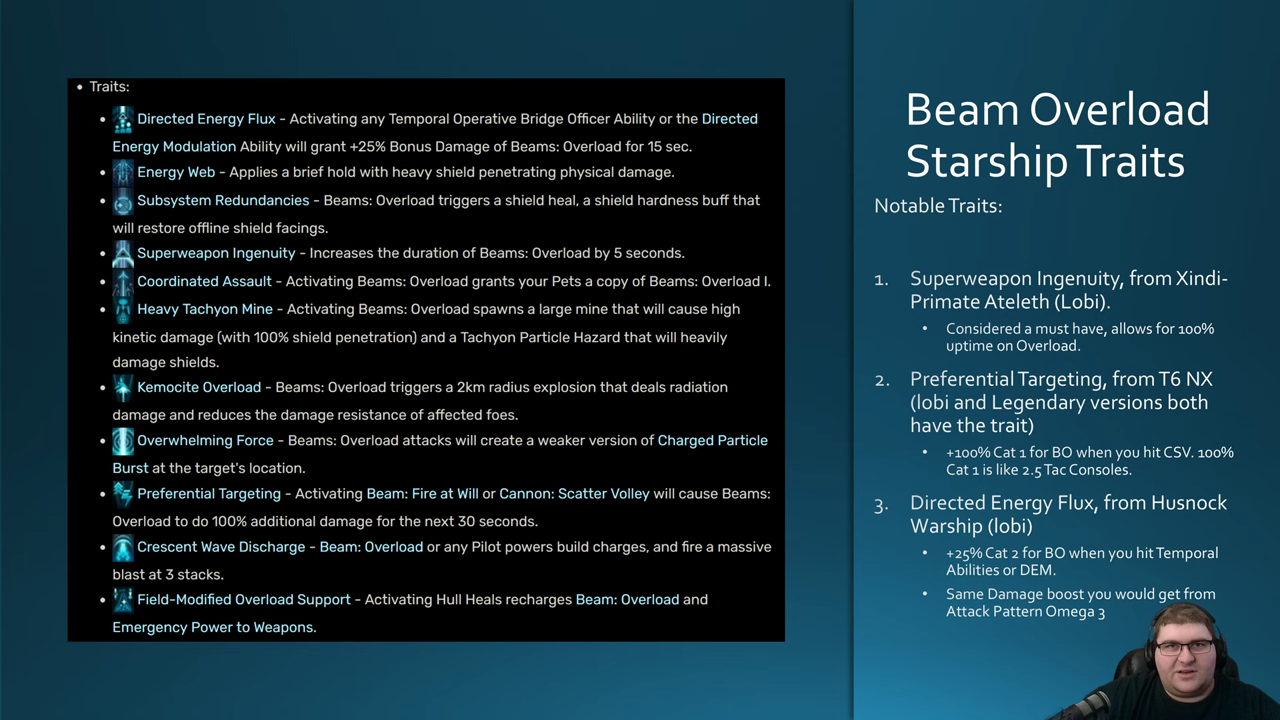 • Traits:
• Directed Energy Flux - Activating any Temporal Operative Bridge Officer Ability or the Directed
Energy Modulation Ability will grant +25% Bonus Damage of Beams: Overload for 15 sec.
• Energy Web - Applies a brief hold with heavy shield penetrating physical damage.
• Subsystem Redundancies - Beams: Overload triggers a shield heal, a shield hardness buff that
will restore offline shield facings.
• Superweapon Ingenuity - Increases the duration of Beams: Overload by 5 seconds.
• Coordinated Assault - Activating Beams: Overload grants your Pets a copy of Beams: Overload I.
• Heavy Tachyon Mine - Activating Beams: Overload spawns a large mine that will cause high
kinetic damage (with 100% shield penetration) and a Tachyon Particle Hazard that will heavily
damage shields.
• Kemocite Overload - Beams: Overload triggers a 2km radius explosion that deals radiation
damage and reduces the damage resistance of affected foes.
• Overwhelming Force - Beams: Overload attacks will create a weaker version of Charged Particle
Burst at the target's location.
• Preferential Targeting - Activating Beam: Fire at Will or Cannon: Scatter Volley will cause Beams:
Overload to do 100% additional damage for the next 30 seconds.
• Crescent Wave Discharge - Beam: Overload or any Pilot powers build charges, and fire a massive
blast at 3 stacks.
• Field-Modified Overload Support - Activating Hull Heals recharges Beam: Overload and
Emergency Power to Weapons.
Beam Overload
Starship Traits
Notable Traits:
1. Superweapon Ingenuity, from Xindi-
Primate Ateleth (Lobi).
• Considered a must have, allows for 100%
uptime on Overload.
2. Preferential Targeting, from T6 NX
(lobi and Legendary versions both
have the trait)
• +100% Cat 1 for BO when you hit CSV. 100%
Cat 1 is like 2.5 Tac Consoles.
3. Directed Energy Flux, from Husnock
Warship (lobi)
• +25% Cat 2 for BO when you hit Temporal
Abilities or DEM.
• Same Damage boost you would get from
Attack Pattern Omega 3